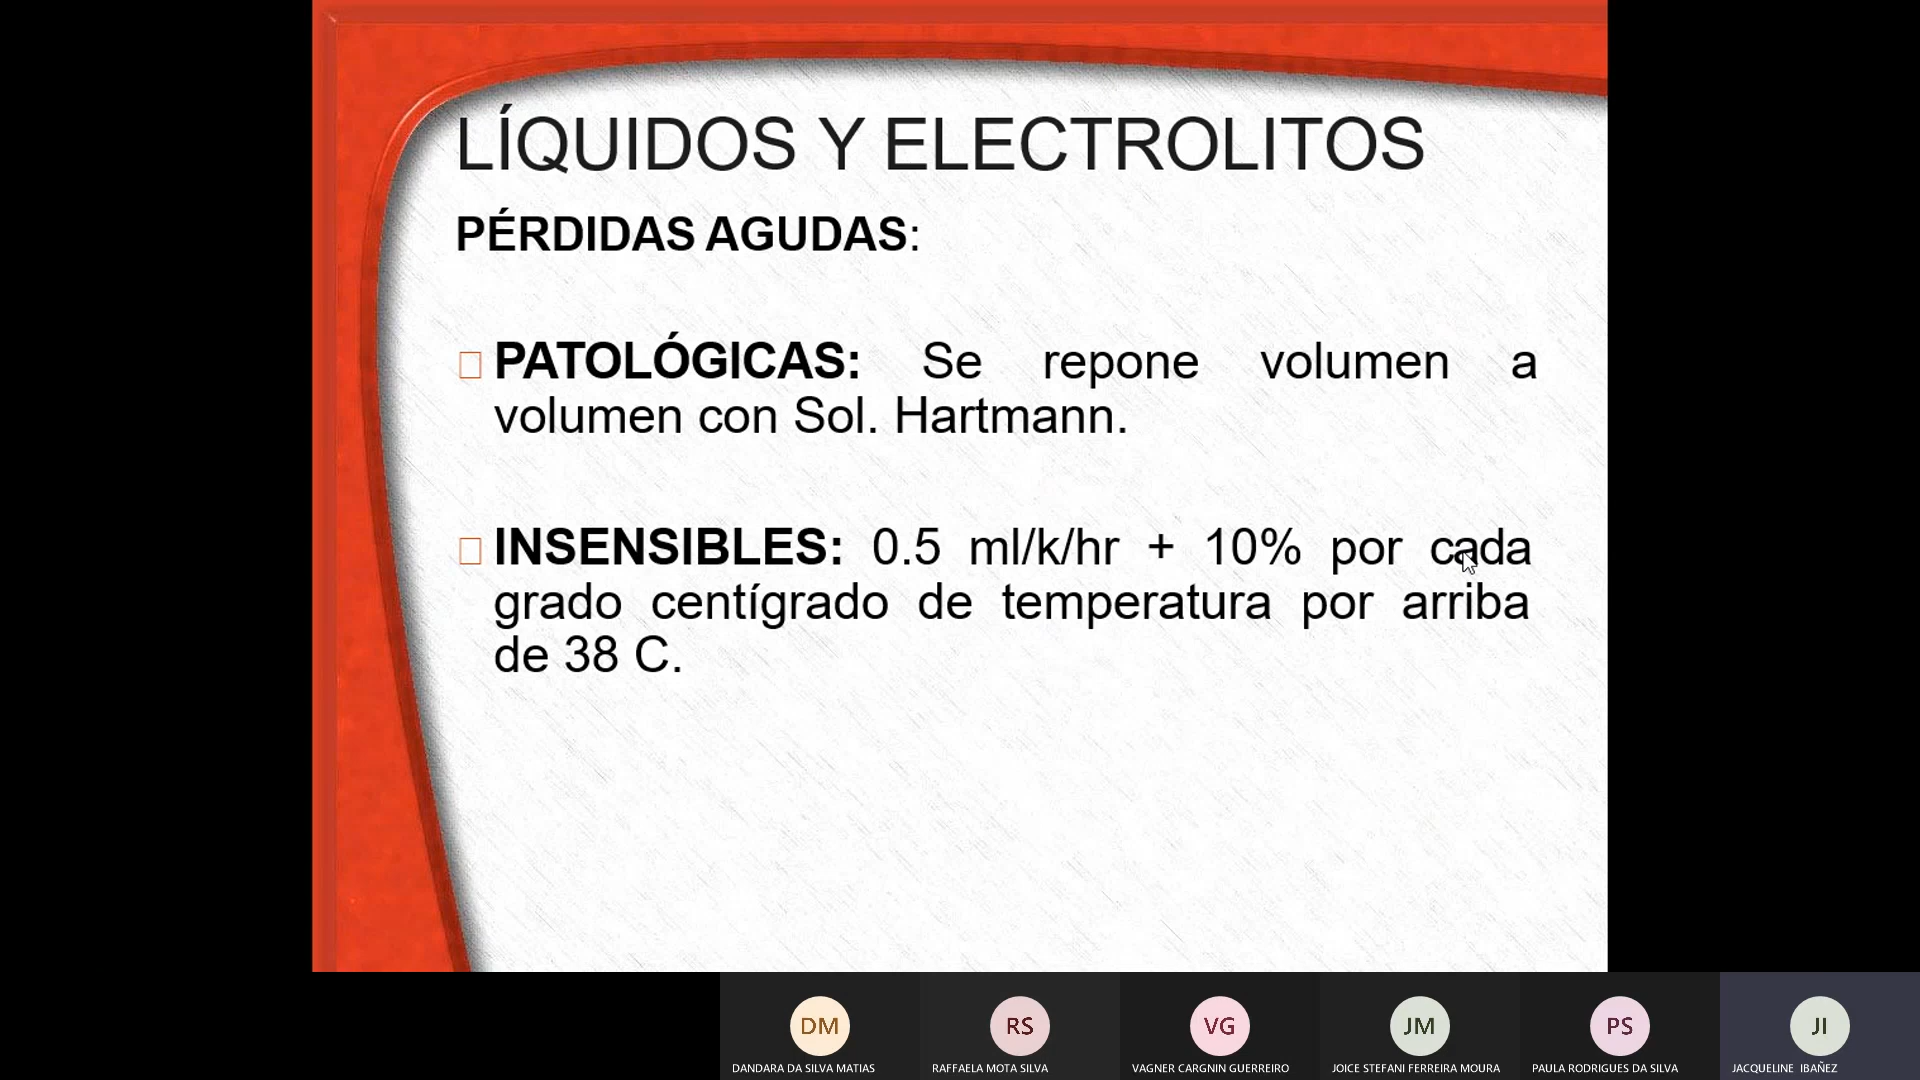 LÍQUIDOS Y ELECTROLITOS
PÉRDIDAS AGUDAS:
PATOLÓGICAS: Se repone volumen a
volumen con Sol. Hartmann.
INSENSIBLES: 0.5 ml/k/hr + 10% por cada
grado centígrado de temperatura por arriba
de 38 C.
DM
RS
VG
JM
PS
JI
DANDARA DA SILVA MATIAS
RAFFAELA MOTA SILVA
VAGNER CARGNIN GUERREIRO
JOICE STEFANI FERREIRA MOURA
PAULA RODRIGUES DA SILVA
JACQUELINE IBAÑEZ